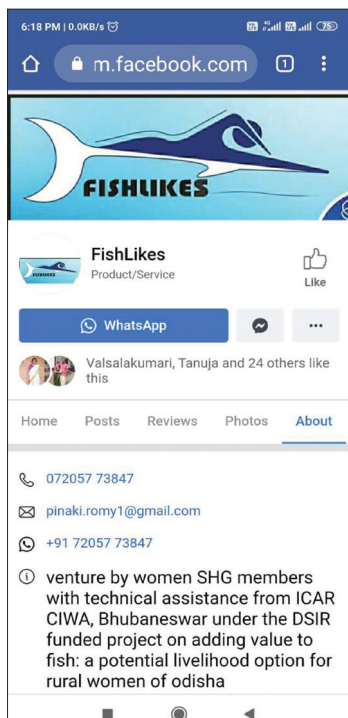 6:18 PM | 0.0KB/s
4G
75
m.facebook.com
1
FISHLIKES
FISHLIKES
FishLikes
Product/Service
Like
WhatsApp
Valsalakumari, Tanuja and 24 others like
this
Home Posts Reviews Photos About
072057 73847
pinaki.romy1@gmail.com
+91 72057 73847
venture by women SHG members
with technical assistance from ICAR
CIWA, Bhubaneswar under the DSIR
funded project on adding value to
fish: a potential livelihood option for
rural women of odisha